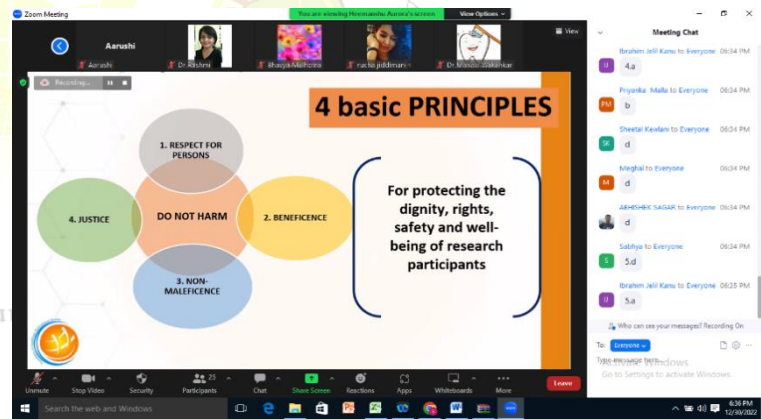 Zoom Meeting
You are viewing Heemanshu Aurora's screen
View Options
View
Aarushi
Aarushi
Dr.Rashmi
Bhavya Malhotra
racha jiddimani
Recording...
4 basic PRINCIPLES
1. RESPECT FOR
PERSONS
4. JUSTICE
DO NOT HARM
2. BENEFICENCE
3. NON-
MALEFICENCE
For protecting the
dignity, rights,
safety and well-
being of research
participants
Unmute
Stop Video
Security
25
Participants
Chat
Share Screen
Reactions
Apps
Whiteboards
More
Leave
Meeting Chat
Ibrahim Jelil Kanu to Everyone 06:34 PM
U
4.a
Priyanka Malla to Everyone 06:34 PM
PM
b
Sheetal Kewlani to Everyone 06:34 PM
SK
d
Meghal to Everyone 06:34 PM
M
d
ABHISHEK SAGAR to Everyone 06:34 PM
d
Sabhya to Everyone 06:34 PM
S
5.d
Ibrahim Jelil Kanu to Everyone 06:35 PM
U
5.a
Who can see your messages? Recording On
To: Everyone
Type message here...
Activate Windows
Go to Settings to activate Windows.
Search the web and Windows
6:36 PM
12/30/2022